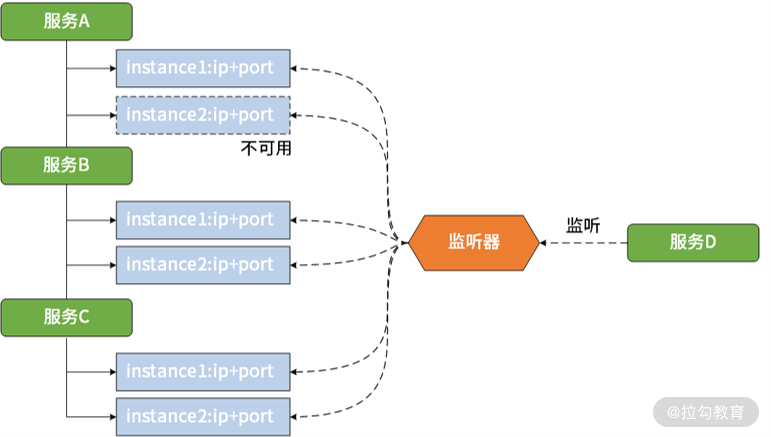 服务A
instance1:ip+port
instance2:ip+port
不可用
服务B
instance1:ip+port
instance2:ip+port
监听器
监听
服务D
服务C
instance1:ip+port
instance2:ip+port
@拉勾教育